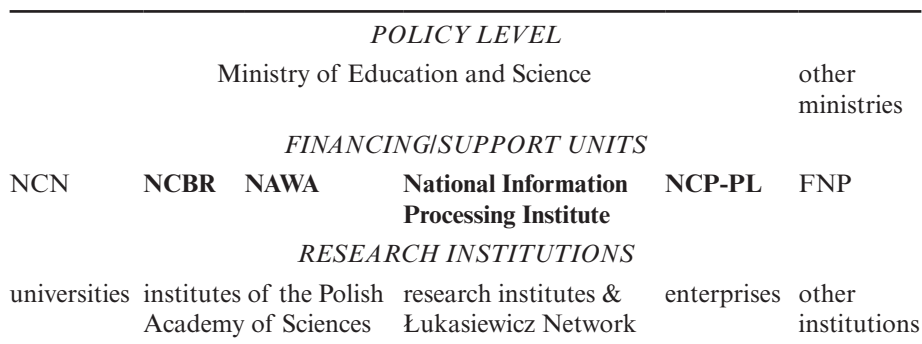 POLICY LEVEL
Ministry of Education and Science other
ministries
FINANCING/SUPPORT UNITS
NCN NCBR NAWA National Information NCP-PL FNP
Processing Institute
RESEARCH INSTITUTIONS
universities institutes of the Polish research institutes & enterprises other
Academy of Sciences Łukasiewicz Network institutions